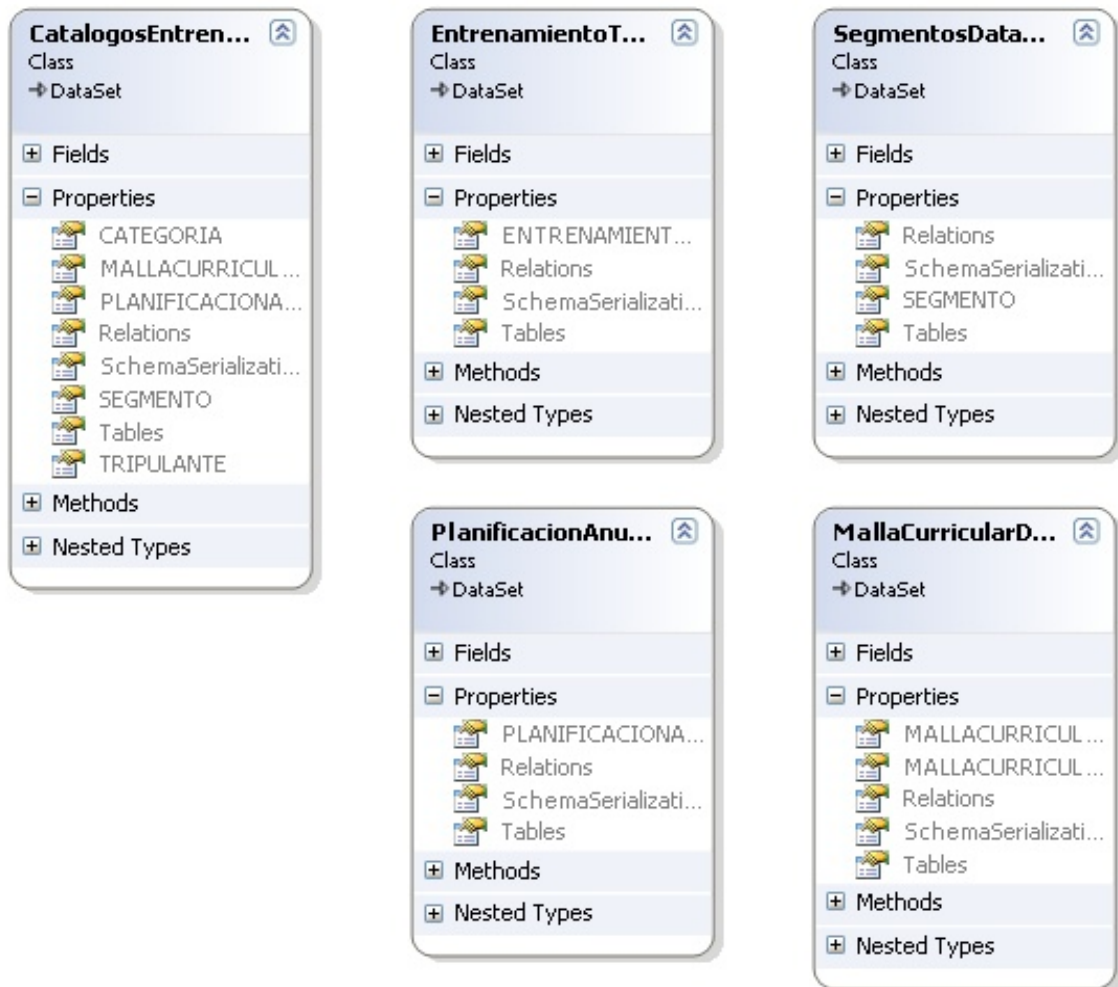 CatalogosEntren...
Class
DataSet
Fields
Properties
CATEGORIA
MALLACURRICUL...
PLANIFICACIONA...
Relations
SchemaSerializati...
SEGMENTO
Tables
TRIPULANTE
Methods
Nested Types
EntrenamientoT...
Class
DataSet
Fields
Properties
ENTRENAMIENT...
Relations
SchemaSerializati...
Tables
Methods
Nested Types
SegmentosData...
Class
DataSet
Fields
Properties
Relations
SchemaSerializati...
SEGMENTO
Tables
Methods
Nested Types
PlanificacionAnu...
Class
DataSet
Fields
Properties
PLANIFICACIONA...
Relations
SchemaSerializati...
Tables
Methods
Nested Types
MallaCurricularD...
Class
DataSet
Fields
Properties
MALLACURRICUL...
MALLACURRICUL...
Relations
SchemaSerializati...
Tables
Methods
Nested Types